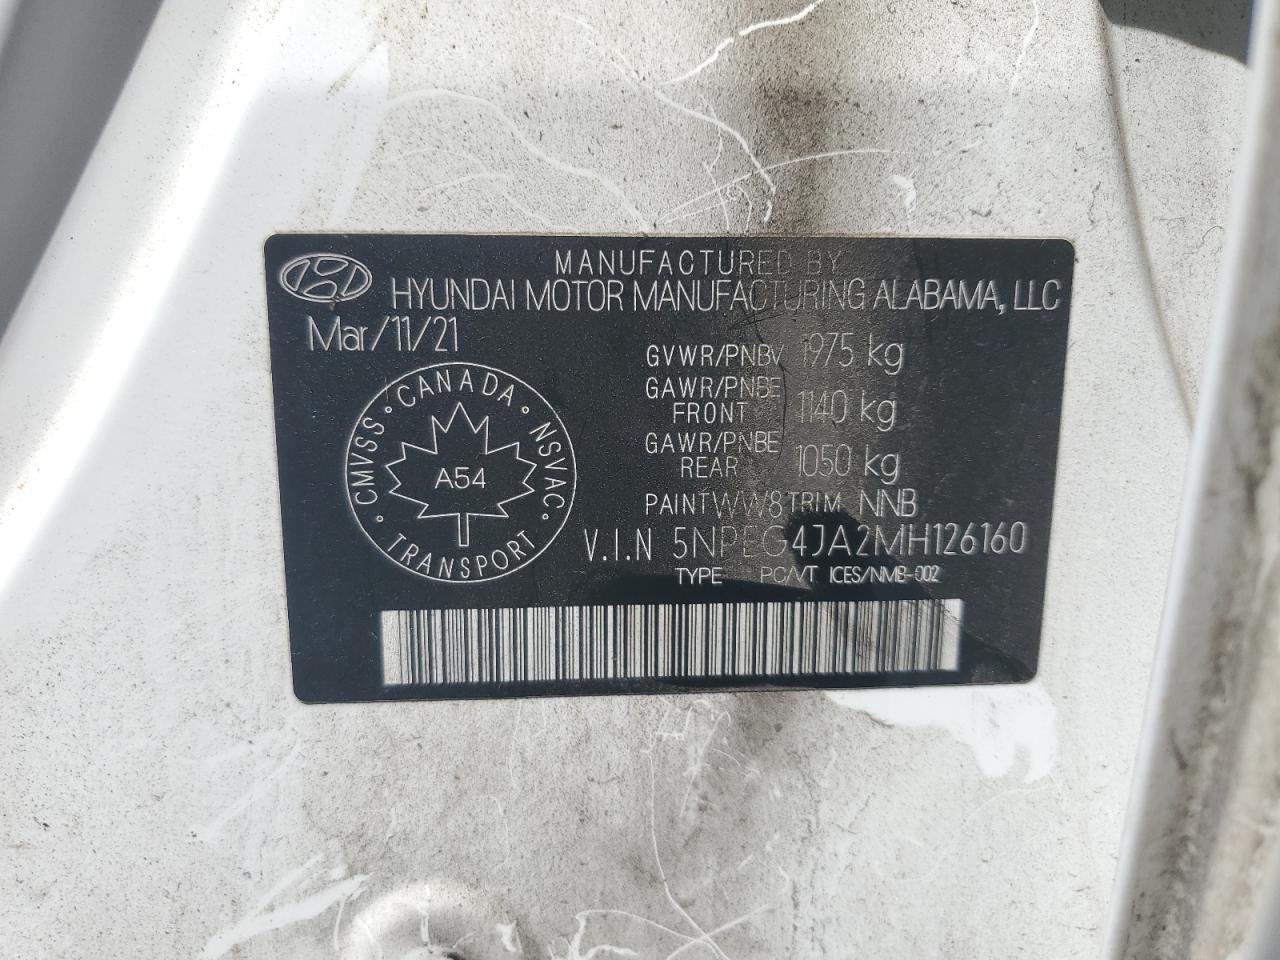 MANUFACTURED BY
HYUNDAI MOTOR MANUFACTURING ALABAMA, LLC
Mar/11/21
GVWR/PNBV 1975 kg
GAWR/PNBE FRONT 1140 kg
GAWR/PNBE REAR 1050 kg
PAINT WW8 TRIM NNB
V.I.N 5NPEG4JA2MH126160
TYPE PC/VT ICES/NMB-002
CMVSS • CANADA • NSVAC • TRANSPORT •
A54